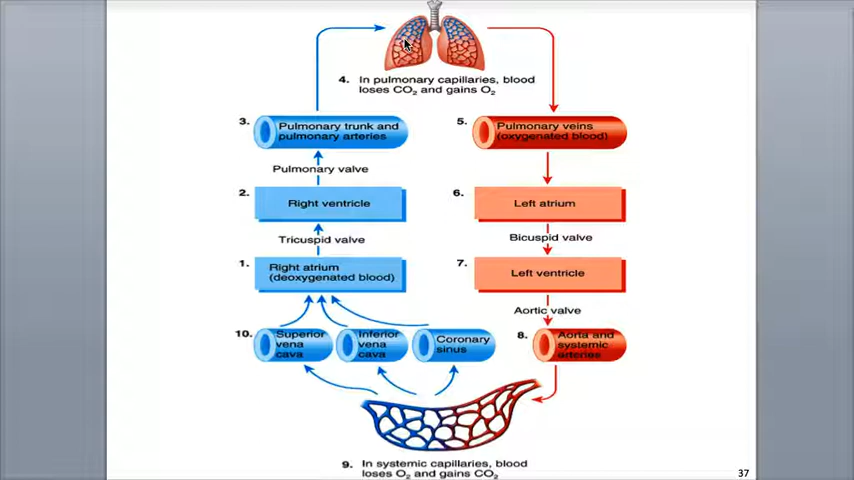 4. In pulmonary capillaries, blood
loses CO₂ and gains O₂
3. Pulmonary trunk and
pulmonary arteries
5. Pulmonary veins
(oxygenated blood)
Pulmonary valve
2. Right ventricle
6. Left atrium
Tricuspid valve
Bicuspid valve
1. Right atrium
(deoxygenated blood)
7. Left ventricle
Aortic valve
10. Superior
vena
cava
Inferior
vena
cava
Coronary
sinus
8. Aorta and
systemic
arteries
9. In systemic capillaries, blood
loses O₂ and gains CO₂
37